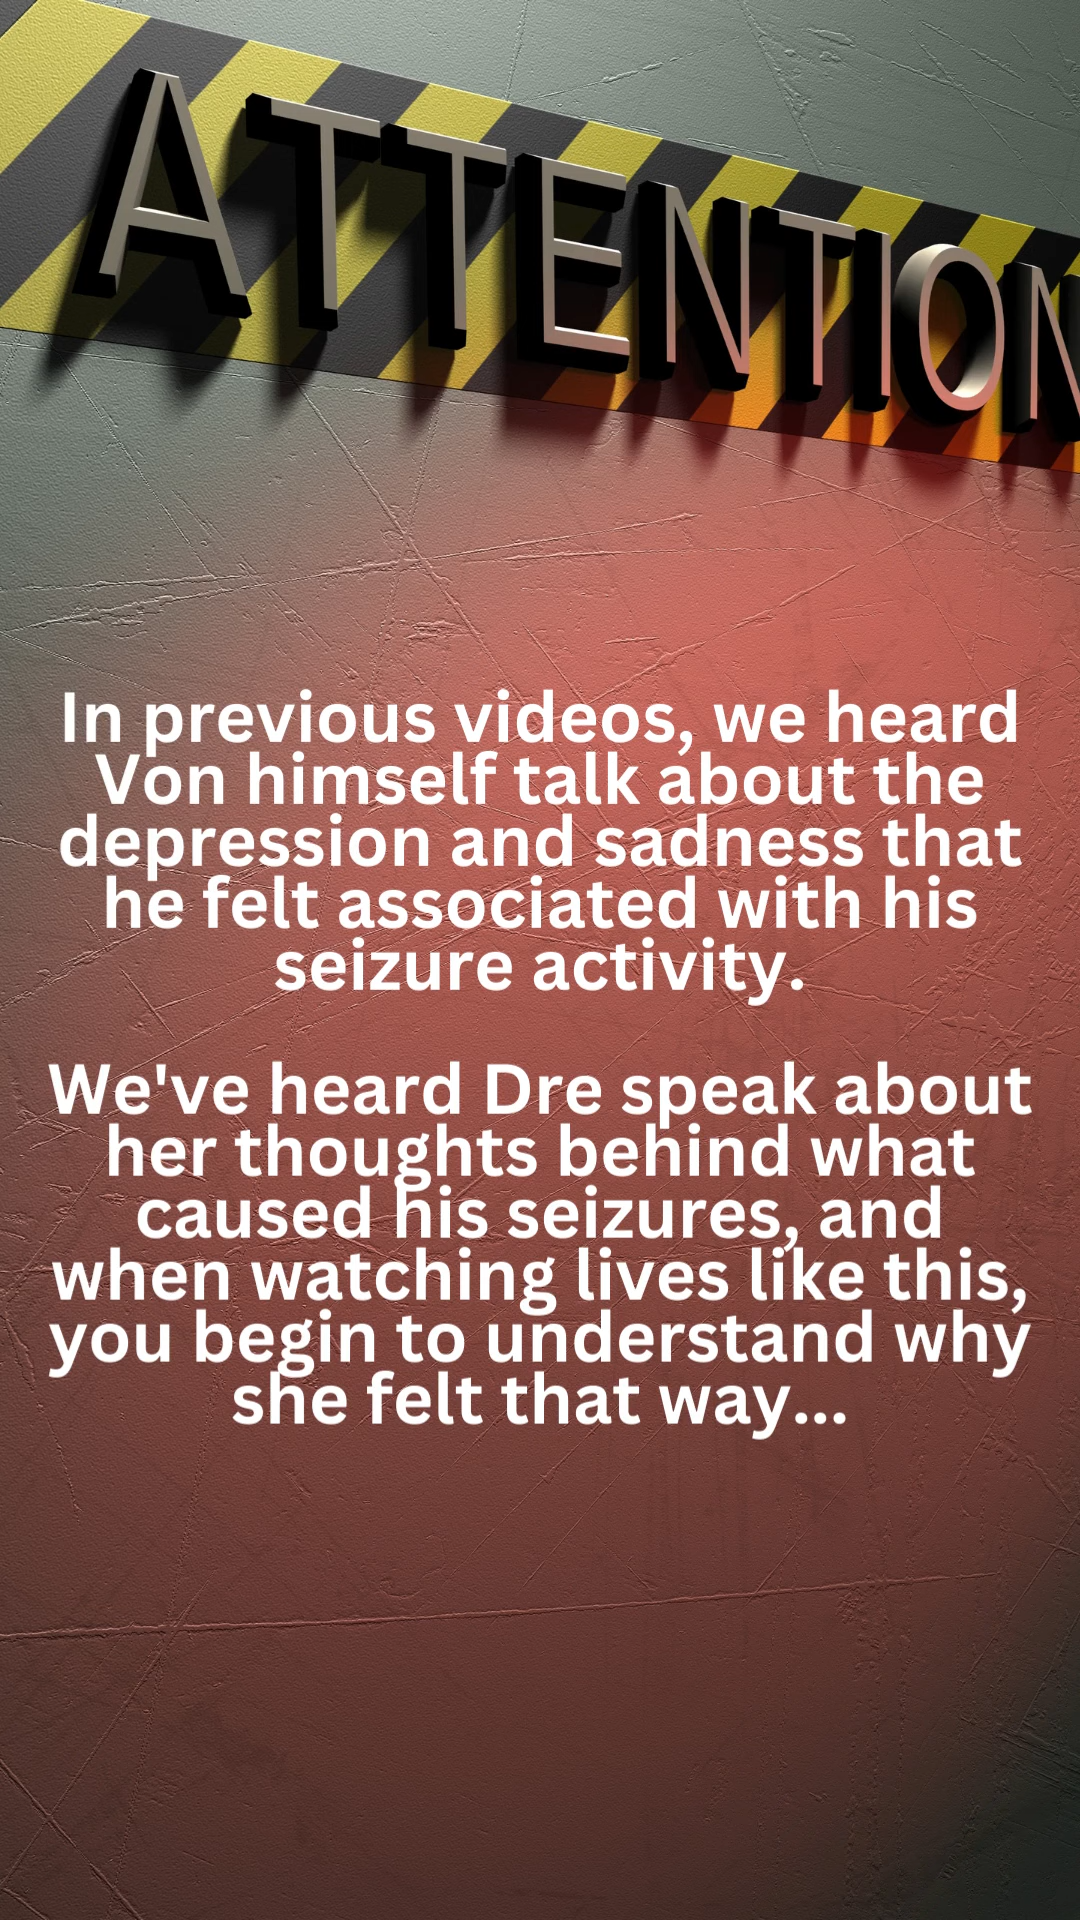 ATTENTION
In previous videos, we heard
Von himself talk about the
depression and sadness that
he felt associated with his
seizure activity.
We've heard Dre speak about
her thoughts behind what
caused his seizures, and
when watching lives like this,
you begin to understand why
she felt that way...